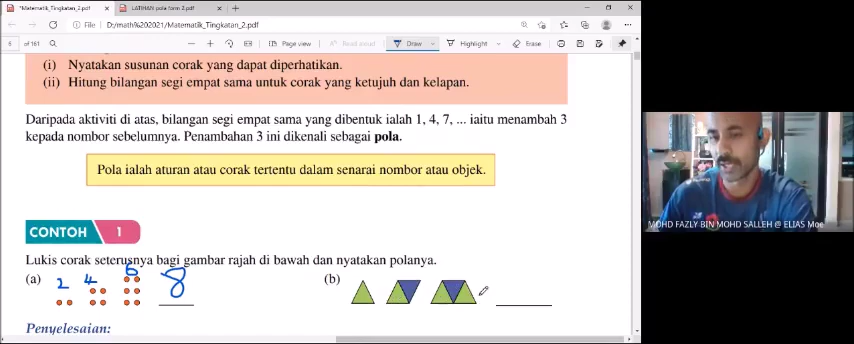 *Matematik_Tingkatan_2.pdf
LATIHAN pola form 2.pdf
File
D:/math%202021/Matematik_Tingkatan_2.pdf
6 of 161
Page view
Read aloud
Draw
Highlight
Erase
(i) Nyatakan susunan corak yang dapat diperhatikan.
(ii) Hitung bilangan segi empat sama untuk corak yang ketujuh dan kelapan.
Daripada aktiviti di atas, bilangan segi empat sama yang dibentuk ialah 1, 4, 7, ... iaitu menambah 3
kepada nombor sebelumnya. Penambahan 3 ini dikenali sebagai pola.
Pola ialah aturan atau corak tertentu dalam senarai nombor atau objek.
CONTOH 1
Lukis corak seterusnya bagi gambar rajah di bawah dan nyatakan polanya.
(a) 2 4 6 8 (b)
Penyelesaian:
MOHD FAZLY BIN MOHD SALLEH @ ELIAS Moe